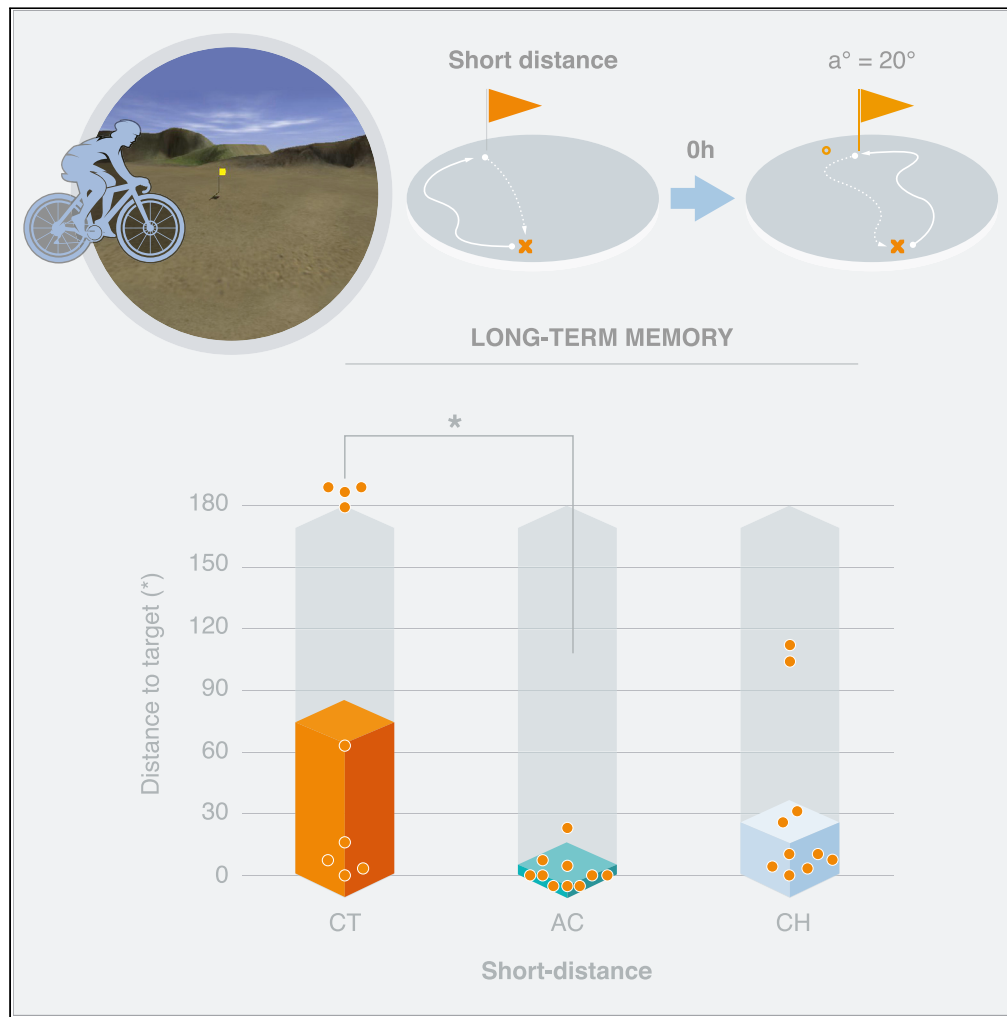 Short distance
a° = 20°
0h
LONG-TERM MEMORY
*
180
150
120
90
60
30
0
Distance to target (*)
CT
AC
CH
Short-distance